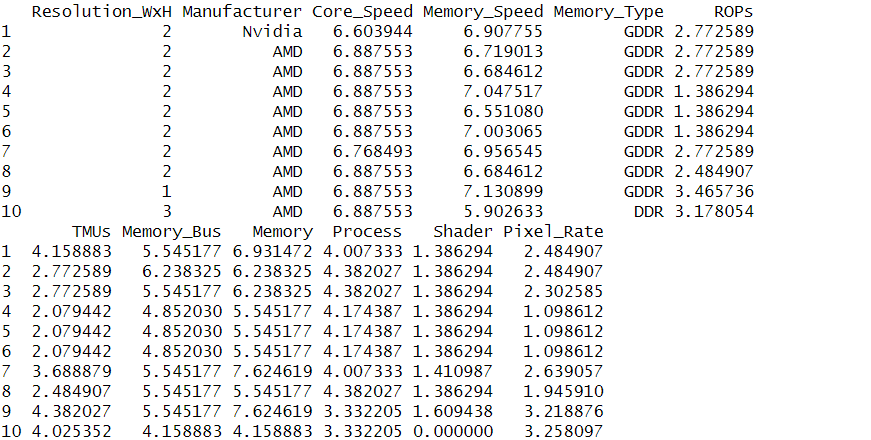 Resolution_WxH Manufacturer Core_Speed Memory_Speed Memory_Type ROPs
1 2 Nvidia 6.603944 6.907755 GDDR 2.772589
2 2 AMD 6.887553 6.719013 GDDR 2.772589
3 2 AMD 6.887553 6.684612 GDDR 2.772589
4 2 AMD 6.887553 7.047517 GDDR 1.386294
5 2 AMD 6.887553 6.551080 GDDR 1.386294
6 2 AMD 6.887553 7.003065 GDDR 1.386294
7 2 AMD 6.768493 6.956545 GDDR 2.772589
8 2 AMD 6.887553 6.684612 GDDR 2.484907
9 1 AMD 6.887553 7.130899 GDDR 3.465736
10 3 AMD 6.887553 5.902633 DDR 3.178054
TMUs Memory_Bus Memory Process Shader Pixel_Rate
1 4.158883 5.545177 6.931472 4.007333 1.386294 2.484907
2 2.772589 6.238325 6.238325 4.382027 1.386294 2.484907
3 2.772589 5.545177 6.238325 4.382027 1.386294 2.302585
4 2.079442 4.852030 5.545177 4.174387 1.386294 1.098612
5 2.079442 4.852030 5.545177 4.174387 1.386294 1.098612
6 2.079442 4.852030 5.545177 4.174387 1.386294 1.098612
7 3.688879 5.545177 7.624619 4.007333 1.410987 2.639057
8 2.484907 5.545177 5.545177 4.382027 1.386294 1.945910
9 4.382027 5.545177 7.624619 3.332205 1.609438 3.218876
10 4.025352 4.158883 4.158883 3.332205 0.000000 3.258097